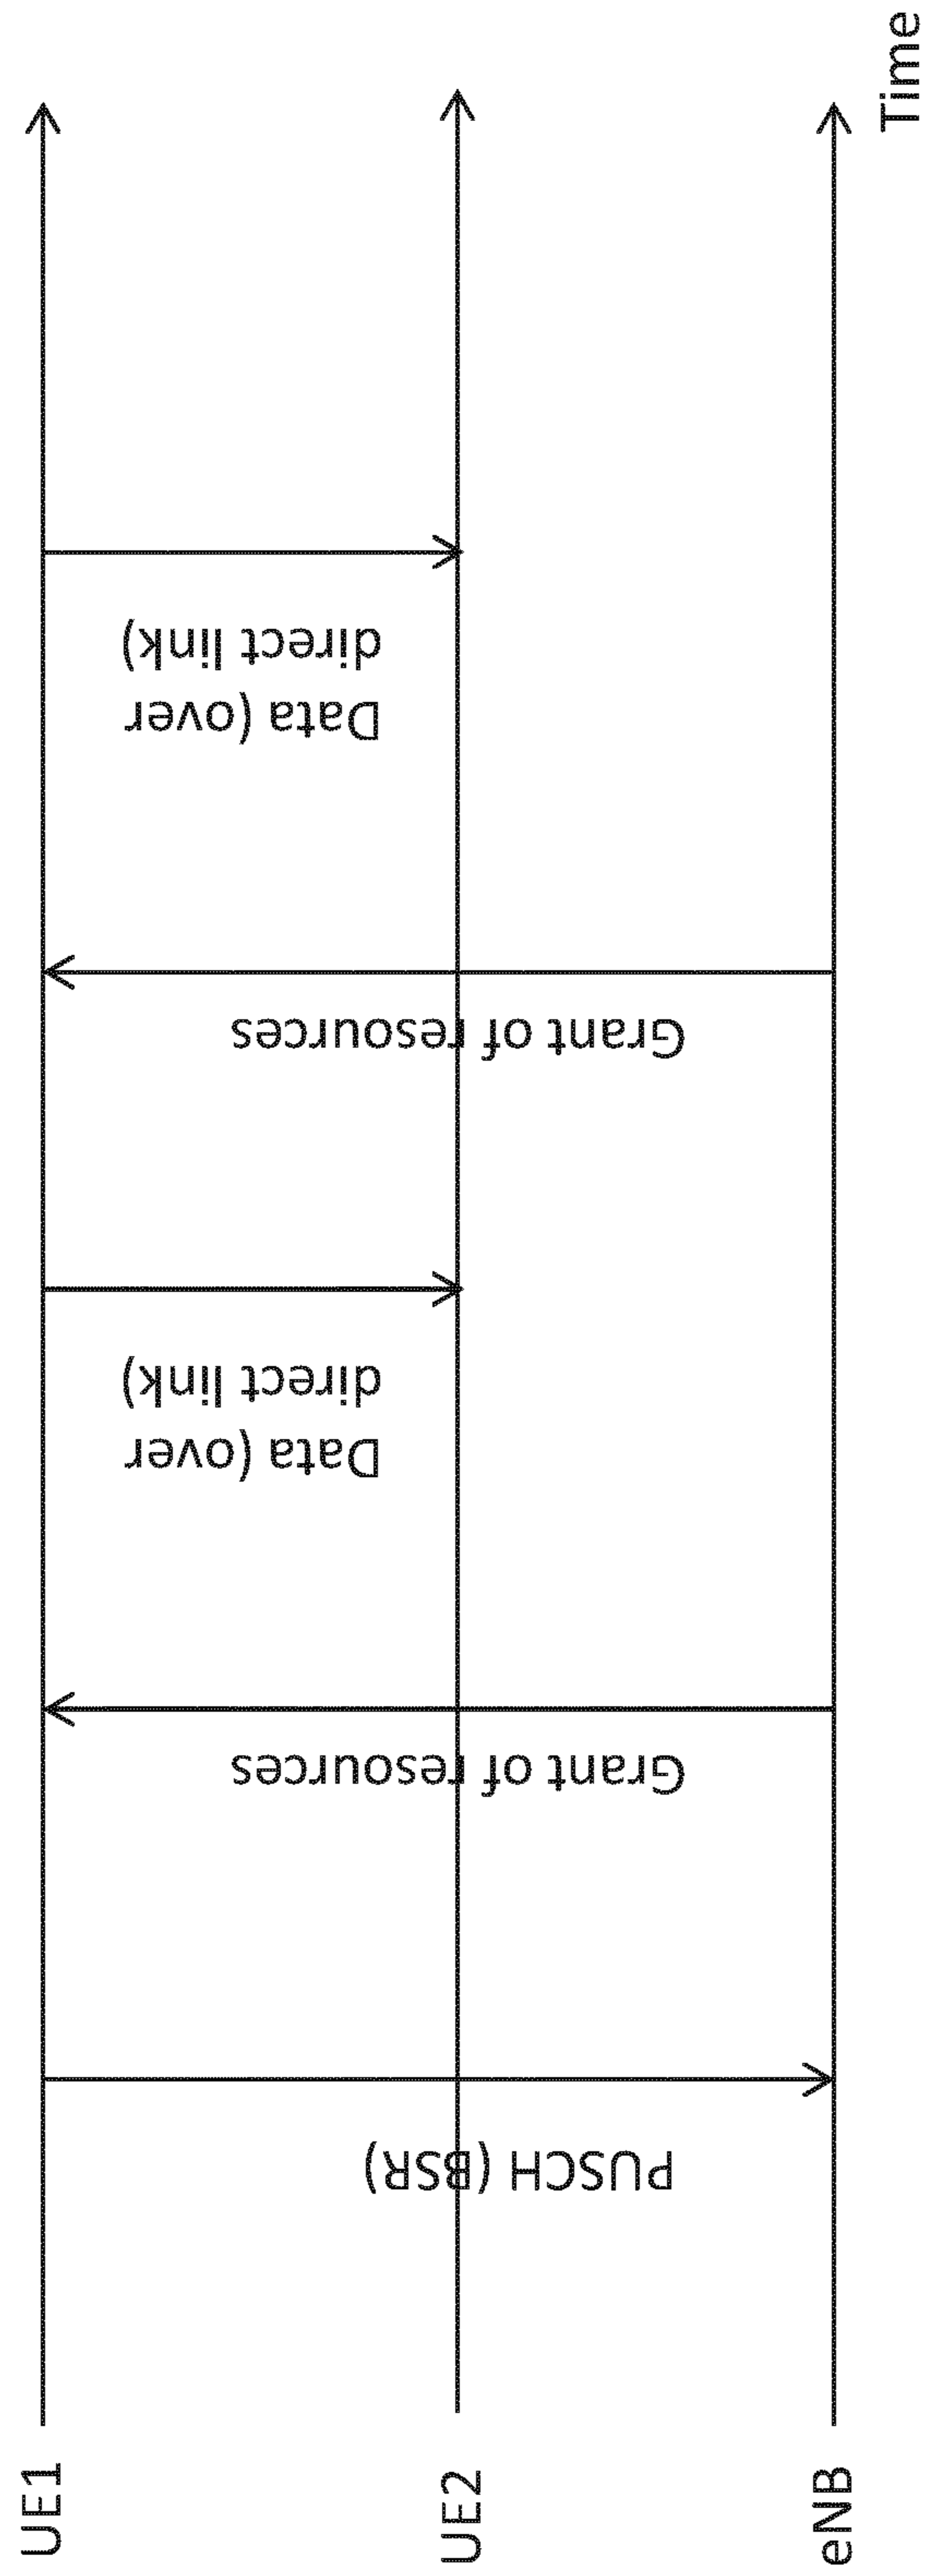 UE1
UE2
eNB
PUSCH (BSR)
Grant of resources
Data (over
direct link)
Grant of resources
Data (over
direct link)
Time